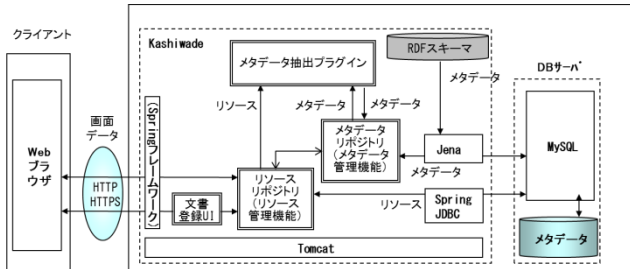 クライアント
Web
ブラ
ウザ
画面
データ
HTTP
HTTPS
Kashiwade
(Springフレームワーク)
文書
登録UI
メタデータ抽出プラグイン
リソース
メタデータ
メタデータ
メタデータ
リポジトリ
(メタデータ
管理機能)
リソース
リポジトリ
(リソース
管理機能)
RDFスキーマ
メタデータ
Jena
メタデータ
リソース
Spring
JDBC
Tomcat
DBサーバ
MySQL
メタデータ